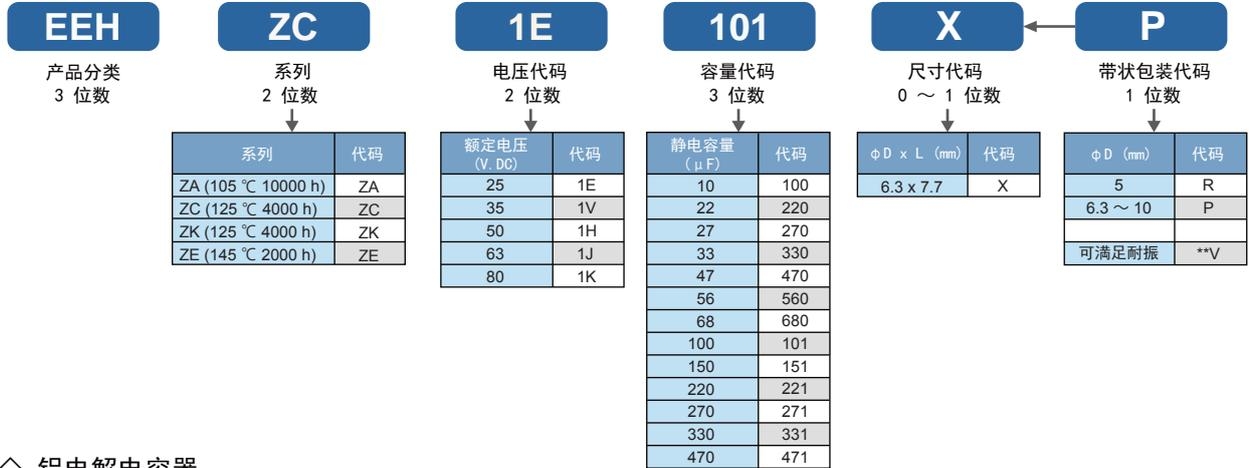 EEH ZC 1E 101 X P
产品分类 系列 电压代码 容量代码 尺寸代码 带状包装代码
3 位数 2 位数 2 位数 3 位数 0 ～ 1 位数 1 位数
系列 代码
ZA (105 ℃ 10000 h) ZA
ZC (125 ℃ 4000 h) ZC
ZK (125 ℃ 4000 h) ZK
ZE (145 ℃ 2000 h) ZE
额定电压
(V.DC) 代码
25 1E
35 1V
50 1H
63 1J
80 1K
静电容量
(μF) 代码
10 100
22 220
27 270
33 330
47 470
56 560
68 680
100 101
150 151
220 221
270 271
330 331
470 471
φD x L (mm) 代码
6.3 x 7.7 X
φD (mm) 代码
5 R
6.3 ～ 10 P
可满足耐振 **V
◇ 铝电解电容器